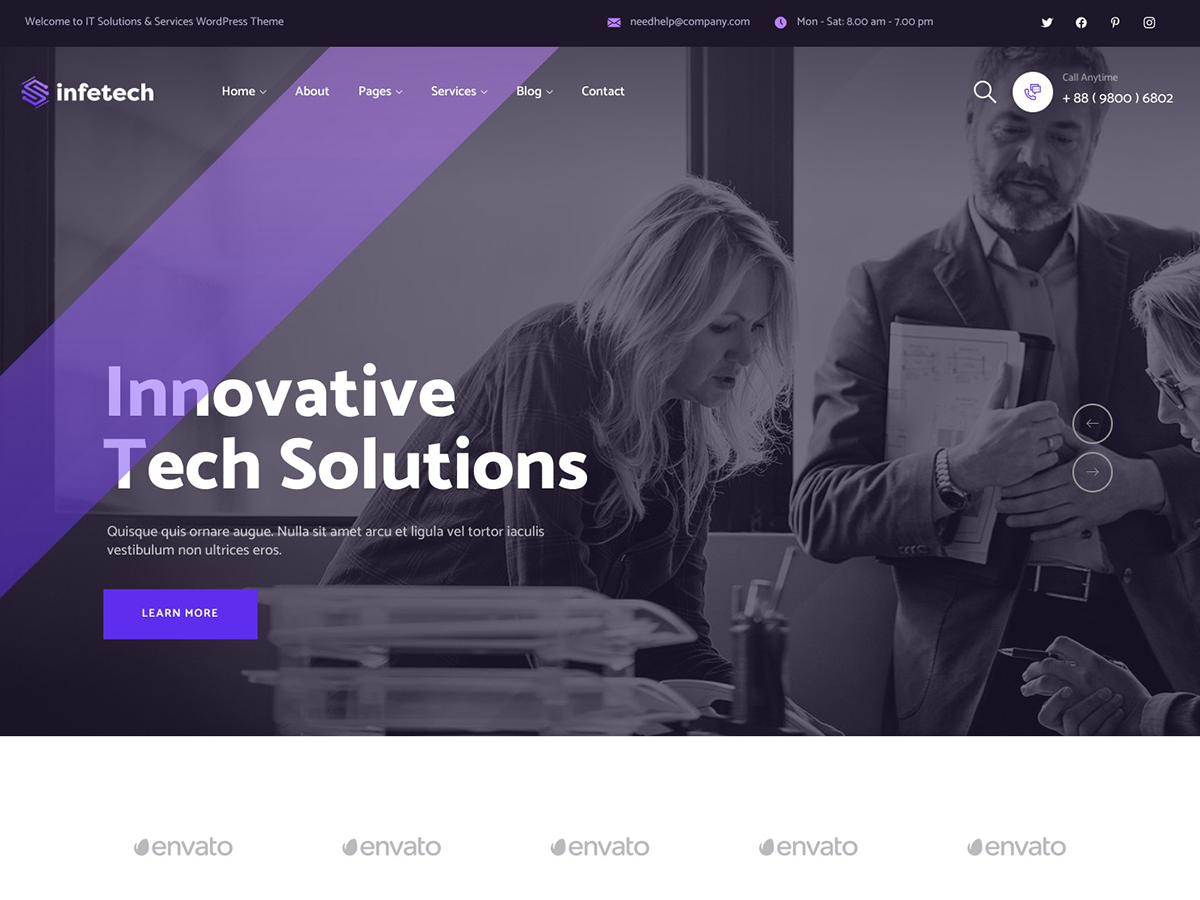 Welcome to IT Solutions & Services WordPress Theme
needhelp@company.com
Mon - Sat: 8.00 am - 7.00 pm
infetech
Home
About
Pages
Services
Blog
Contact
Call Anytime
+ 88 ( 9800 ) 6802
Innovative
Tech Solutions
Quisque quis ornare augue. Nulla sit amet arcu et ligula vel tortor iaculis
vestibulum non ultrices eros.
LEARN MORE
envato envato envato envato envato